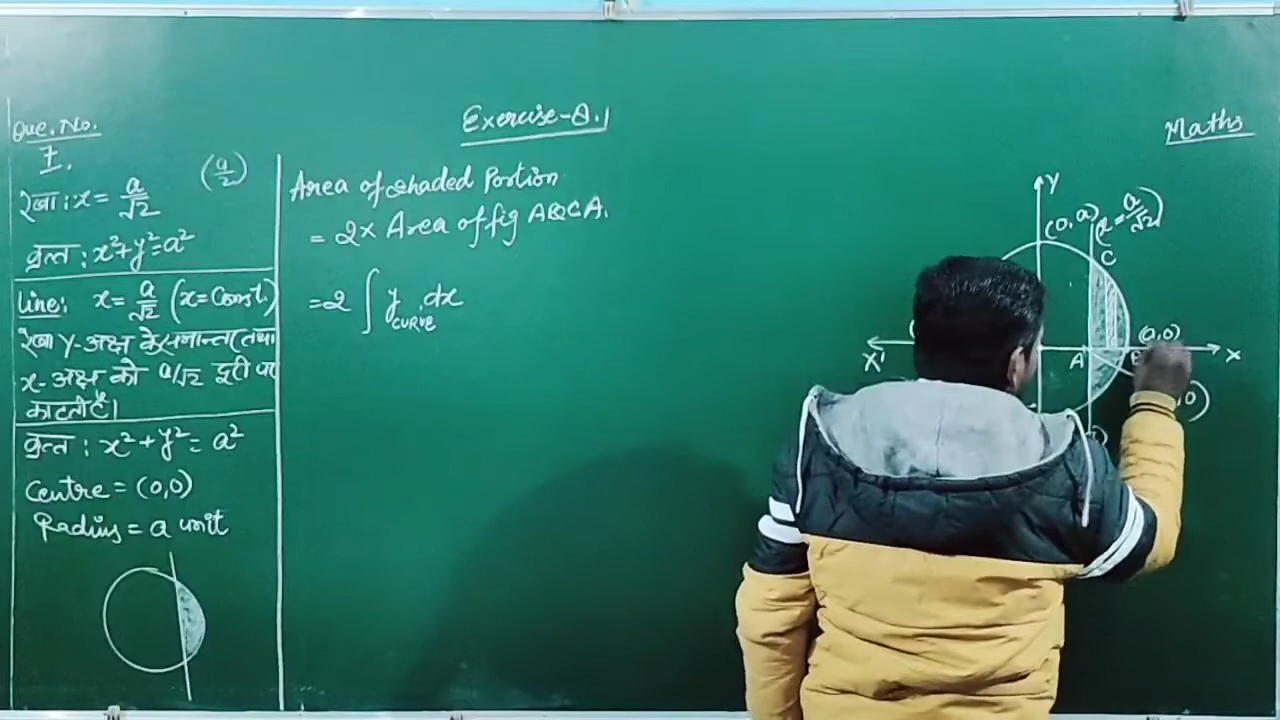 Exercise-8.1
Maths
Que. No.
7.
(a/2)
रेखा: x = a/√2
वृत्त: x²+y²=a²
Line: x = a/√2 (x=Const.)
रेखा Y-अक्ष के समान्तर तथा
x-अक्ष को a/√2 दूरी पर
काटती है।
वृत्त: x²+y² = a²
Centre = (0,0)
Radius = a unit
Area of shaded Portion
= 2× Area of fig ABCA.
= 2 ∫ y curve .dx
Y
(0,a)
(x = a/√2)
C
(a,0)
X'
A
B
X
,0)